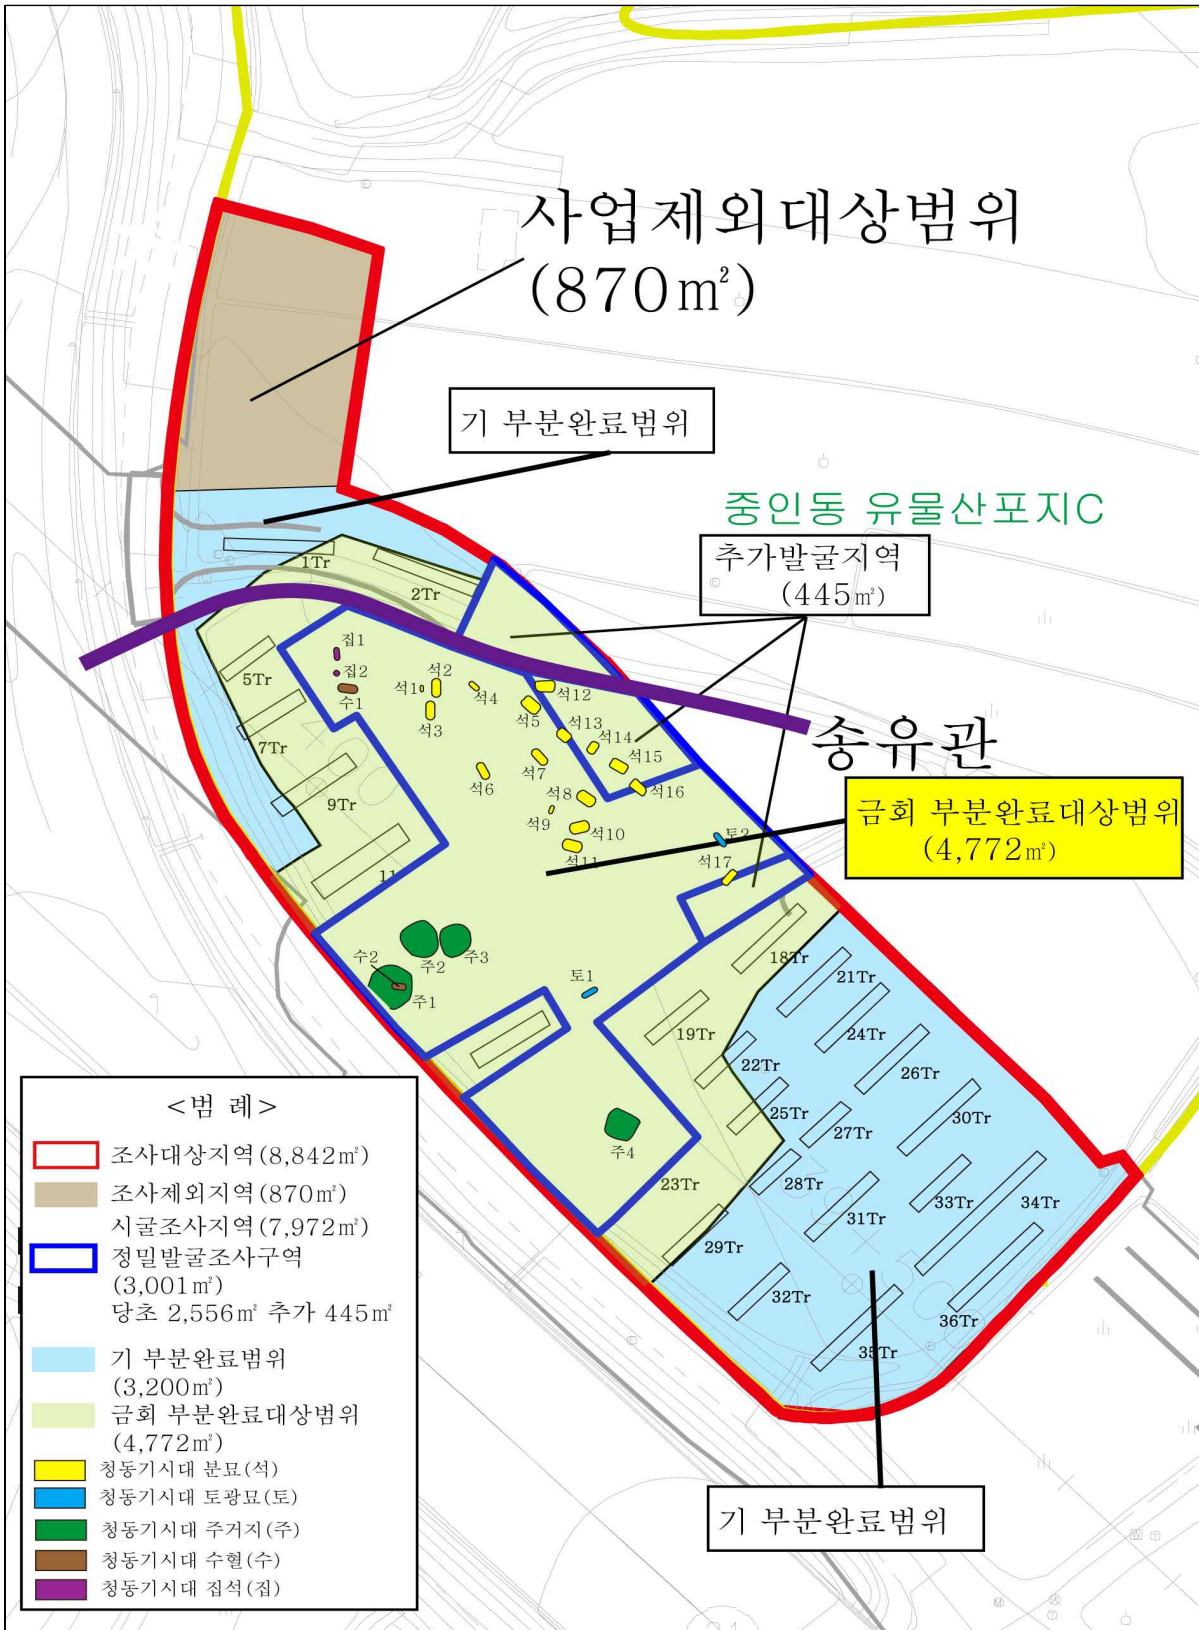 사업제외대상범위
(870㎡)
기 부분완료범위
중인동 유물산포지C
추가발굴지역
(445㎡)
1Tr
2Tr
집1
집2
수1
5Tr
7Tr
9Tr
11
석1
석2
석3
석4
석5
석12
석13
석14
석15
석16
석6
석7
석8
석9
석10
석11
토2
석17
송유관
금회 부분완료대상범위
(4,772㎡)
수2
주2
주3
주1
토1
주4
18Tr
19Tr
21Tr
24Tr
22Tr
26Tr
25Tr
27Tr
30Tr
23Tr
28Tr
33Tr
34Tr
31Tr
29Tr
32Tr
36Tr
35Tr
기 부분완료범위
<범 례>
조사대상지역(8,842㎡)
조사제외지역(870㎡)
시굴조사지역(7,972㎡)
정밀발굴조사구역
(3,001㎡)
당초 2,556㎡ 추가 445㎡
기 부분완료범위
(3,200㎡)
금회 부분완료대상범위
(4,772㎡)
청동기시대 분묘(석)
청동기시대 토광묘(토)
청동기시대 주거지(주)
청동기시대 수혈(수)
청동기시대 집석(집)